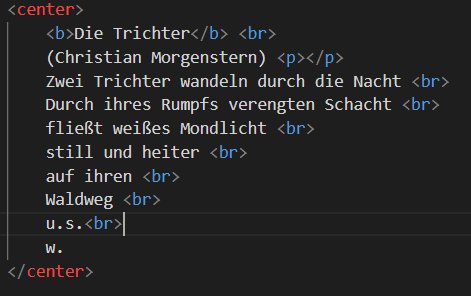 <center>
<b>Die Trichter</b> <br>
(Christian Morgenstern) <p></p>
Zwei Trichter wandeln durch die Nacht <br>
Durch ihres Rumpfs verengten Schacht <br>
fließt weißes Mondlicht <br>
still und heiter <br>
auf ihren <br>
Waldweg <br>
u.s.<br>
w.
</center>